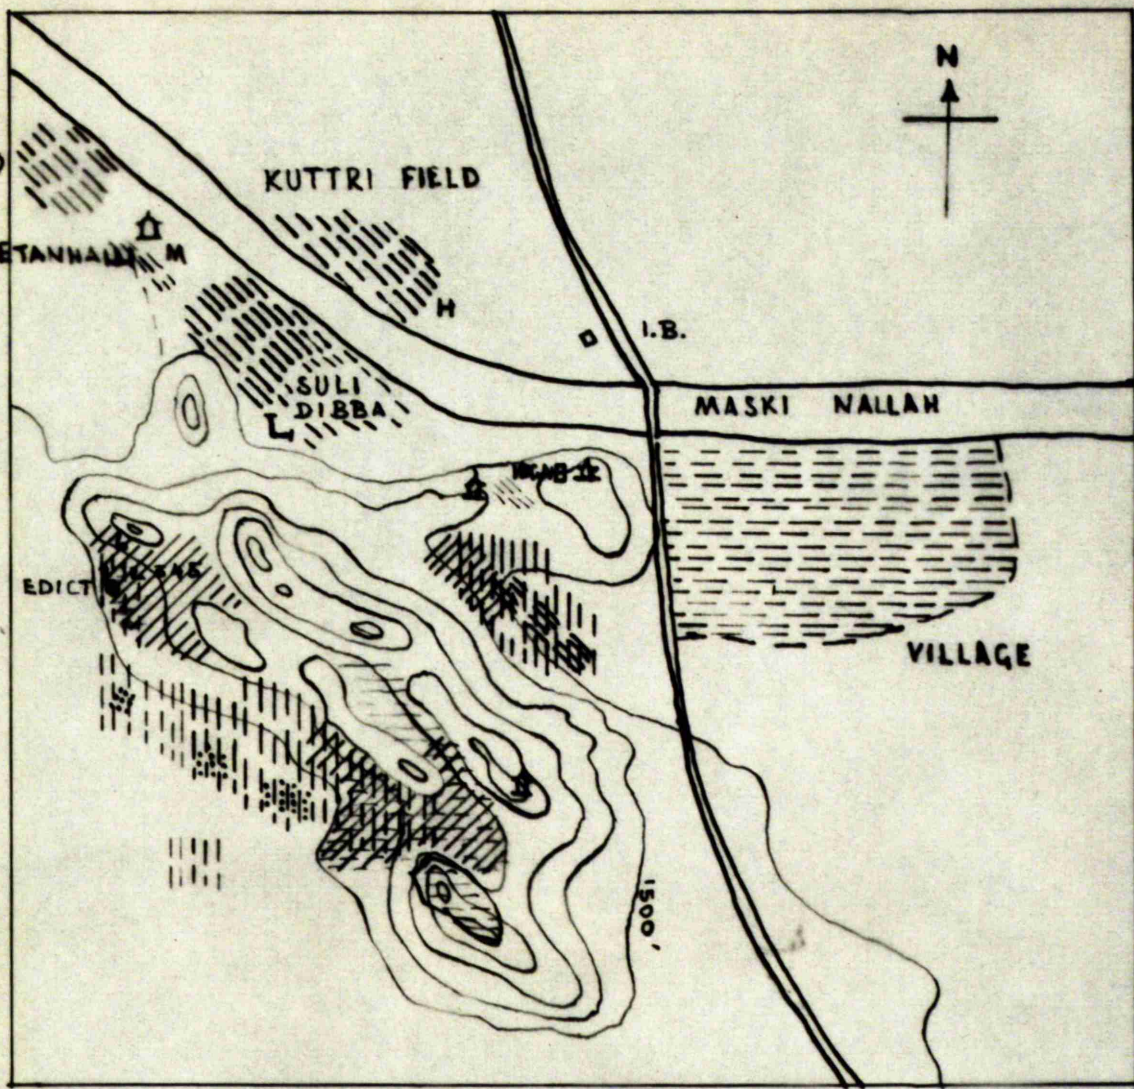 N
KUTTRI FIELD
M
H
I.B.
SULI
DIBBA
L
MASKI NALLAH
EDICT
VILLAGE
1500'